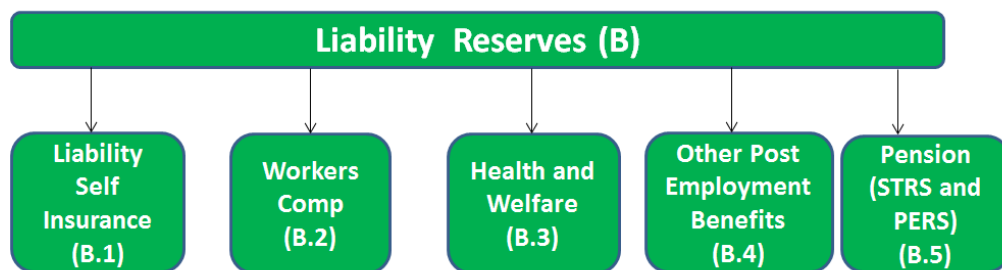 Liability Reserves (B)
Liability
Self
Insurance
(B.1)
Workers
Comp
(B.2)
Health and
Welfare
(B.3)
Other Post
Employment
Benefits
(B.4)
Pension
(STRS and
PERS)
(B.5)